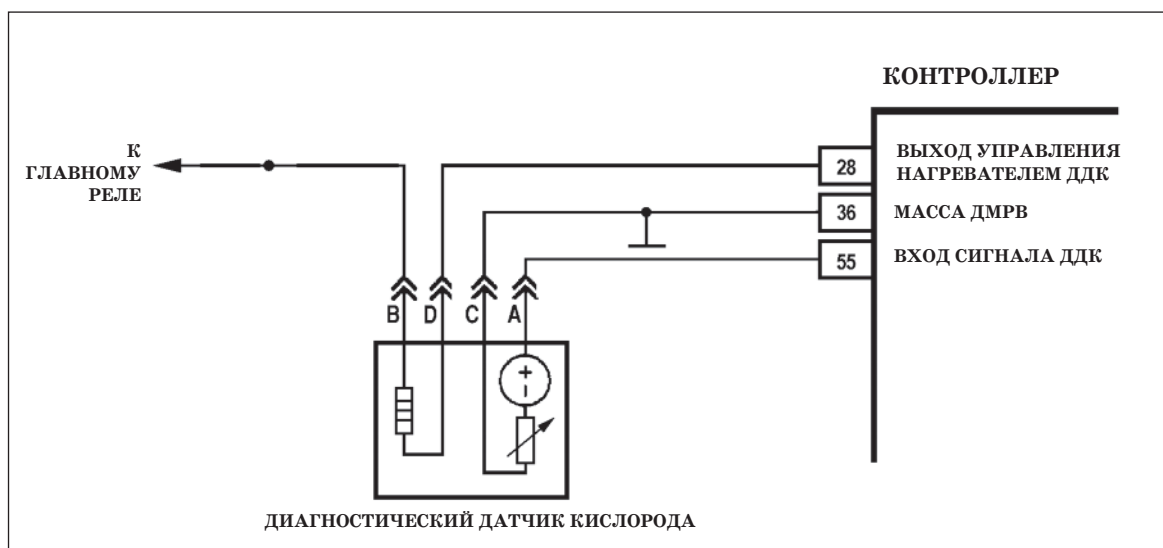 КОНТРОЛЛЕР
К
ГЛАВНОМУ
РЕЛЕ
28
ВЫХОД УПРАВЛЕНИЯ
НАГРЕВАТЕЛЕМ ДДК
36
МАССА ДМРВ
55
ВХОД СИГНАЛА ДДК
B D C A
+
-
ДИАГНОСТИЧЕСКИЙ ДАТЧИК КИСЛОРОДА